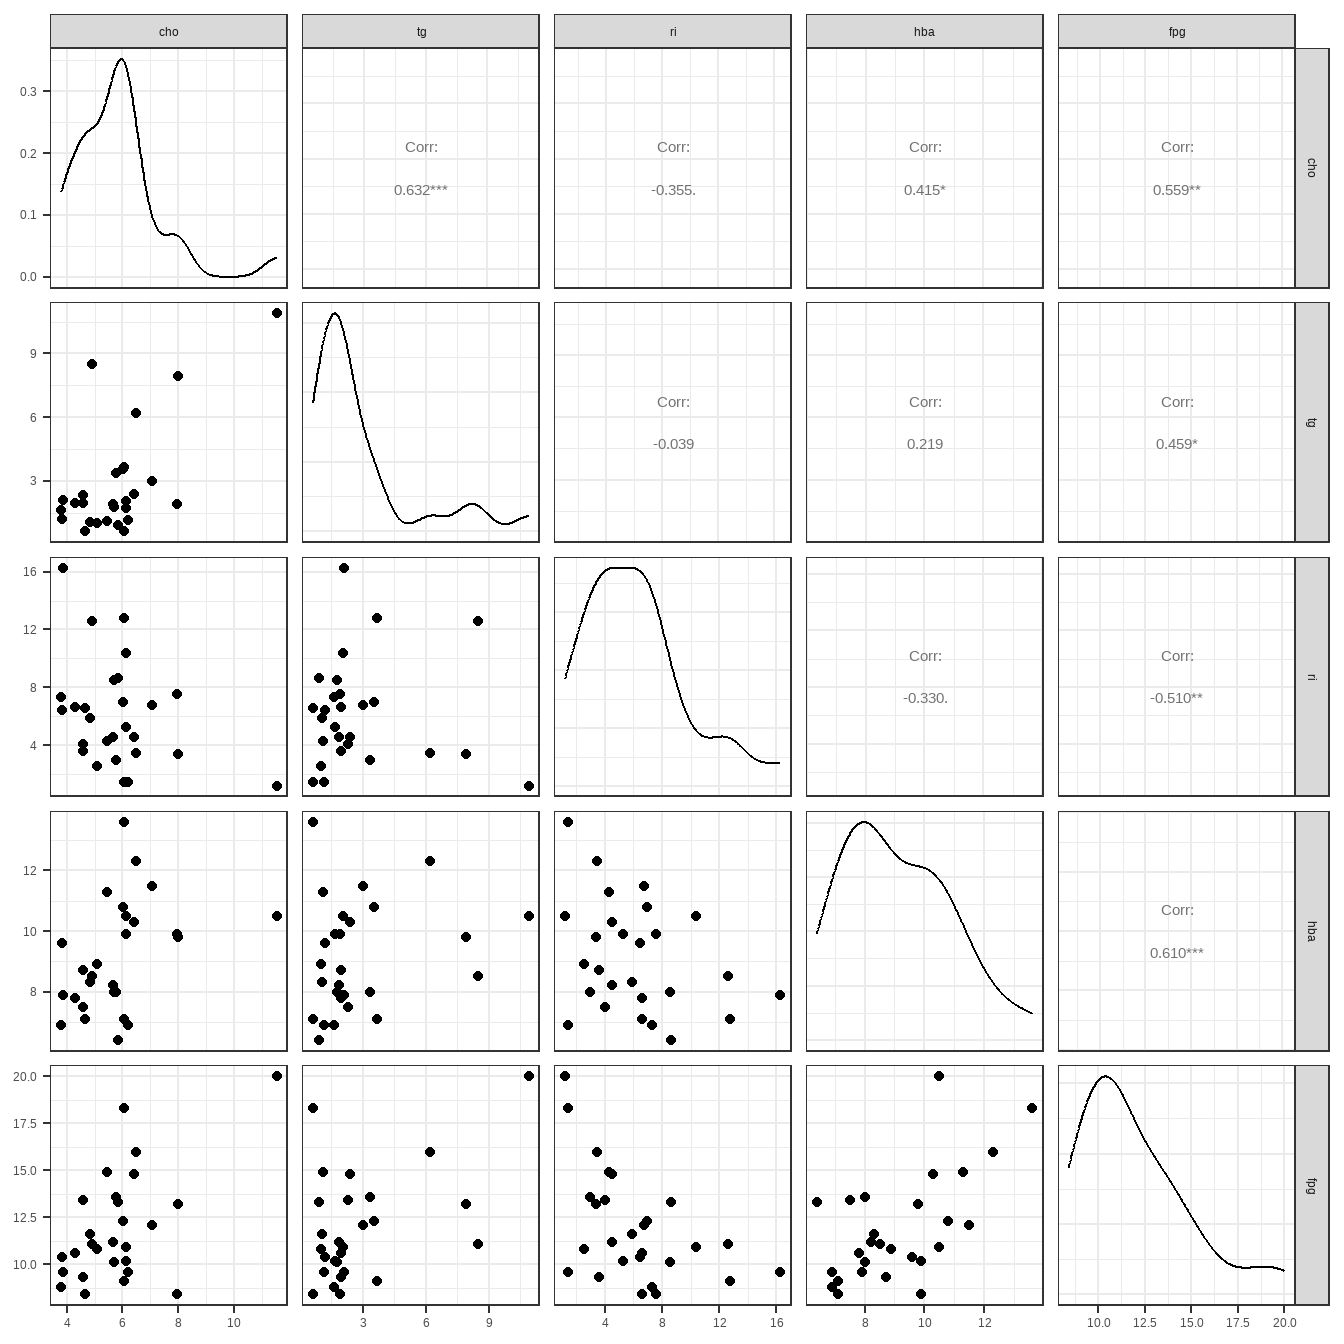 cho tg ri hba fpg
0.3
0.2
0.1
0.0
Corr:
0.632***
Corr:
-0.355.
Corr:
0.415*
Corr:
0.559**
cho
9
6
3
Corr:
-0.039
Corr:
0.219
Corr:
0.459*
tg
16
12
8
4
Corr:
-0.330.
Corr:
-0.510**
ri
12
10
8
Corr:
0.610***
hba
20.0
17.5
15.0
12.5
10.0
fpg
4 6 8 10 3 6 9 4 8 12 16 8 10 12 10.0 12.5 15.0 17.5 20.0